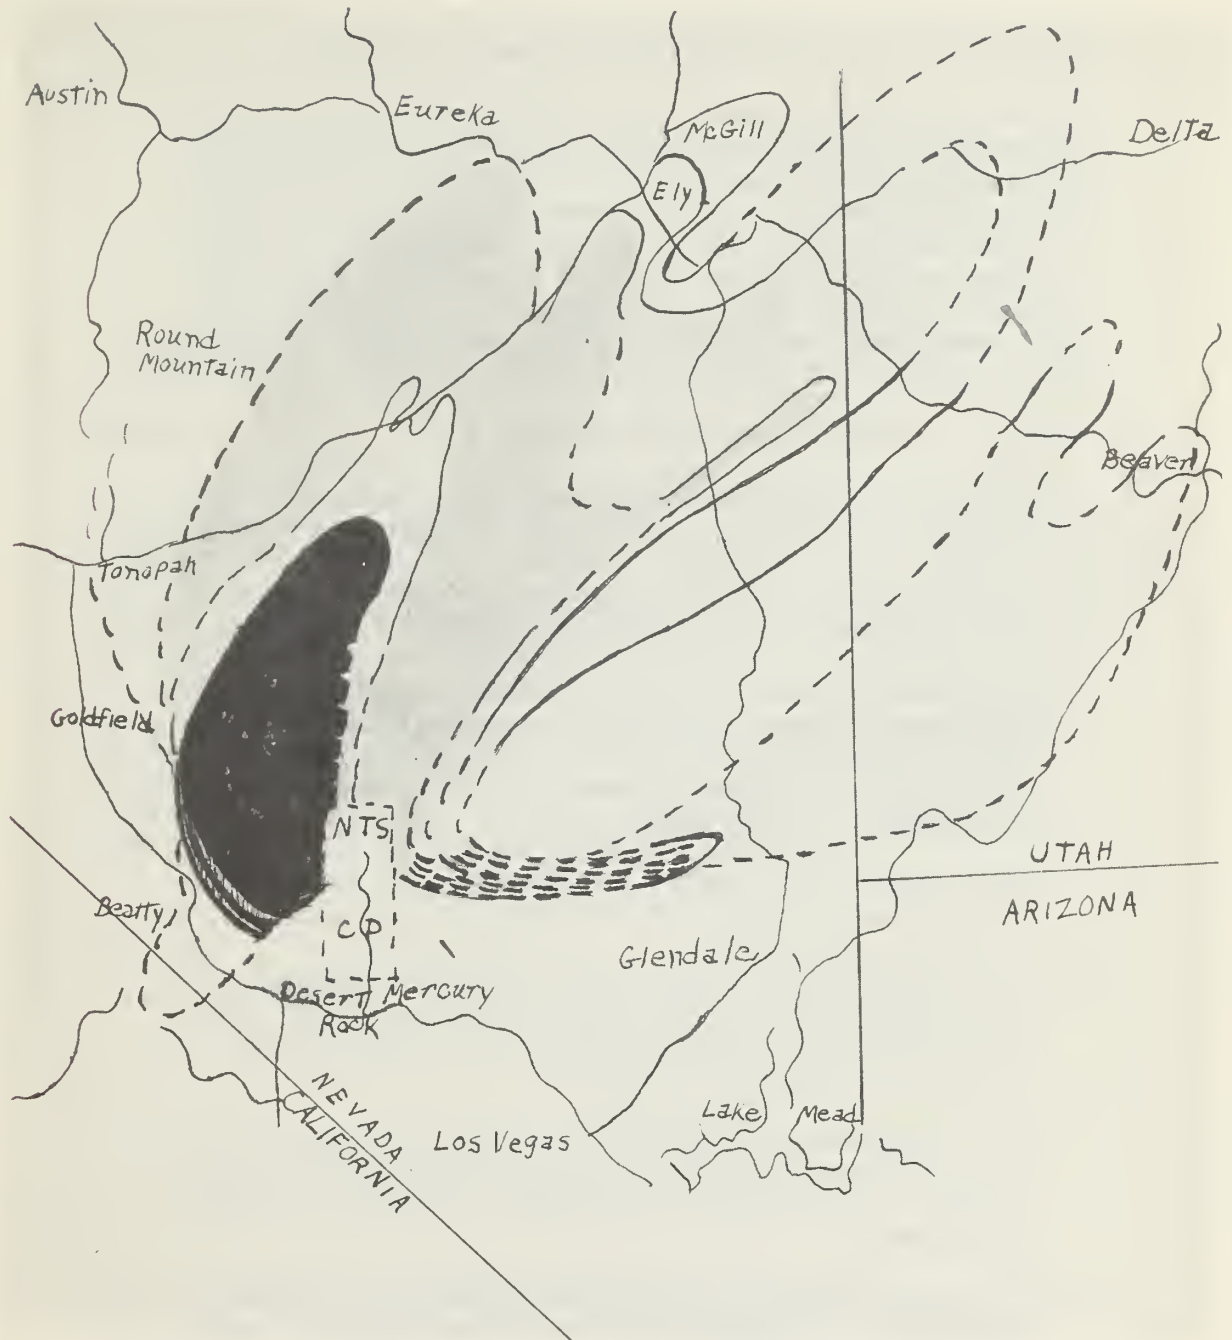 Austin
Eureka
McGill
Delta
Ely
Round
Mountain
Beaver
Tonopah
Goldfield
NTS
UTAH
ARIZONA
Beatty
CP
Glendale
Desert Mercury
Rock
NEVADA
CALIFORNIA
Lake Mead
Los Vegas